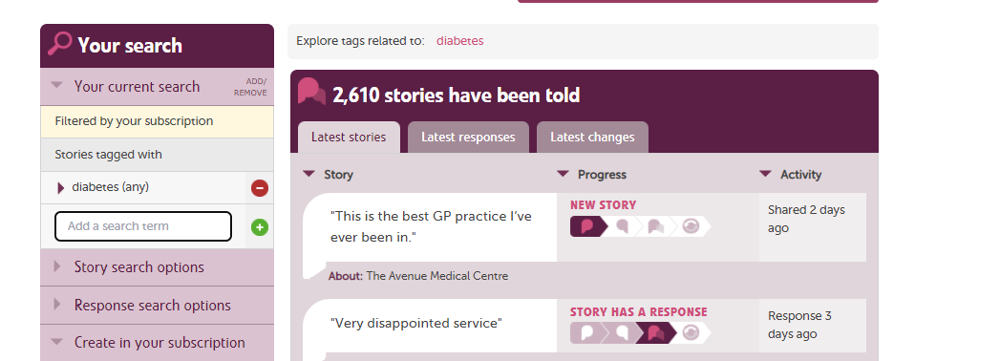 Your search
Your current search
ADD/
REMOVE
Filtered by your subscription
Stories tagged with
diabetes (any)
Add a search term
Story search options
Response search options
Create in your subscription
Explore tags related to: diabetes
2,610 stories have been told
Latest stories
Latest responses
Latest changes
Story
Progress
Activity
"This is the best GP practice I've
ever been in."
NEW STORY
Shared 2 days
ago
About: The Avenue Medical Centre
"Very disappointed service"
STORY HAS A RESPONSE
Response 3
days ago